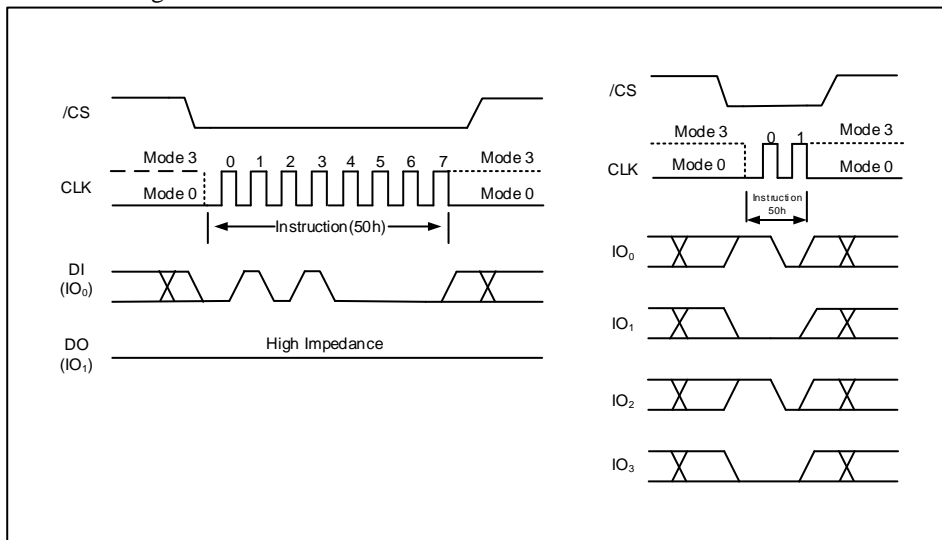 /CS
Mode 3 0 1 2 3 4 5 6 7 Mode 3
CLK Mode 0 Mode 0
Instruction(50h)
DI
(IO₀)
DO
(IO₁)
High Impedance
/CS
Mode 3 0 1 Mode 3
CLK Mode 0 Mode 0
Instruction
50h
IO₀
IO₁
IO₂
IO₃